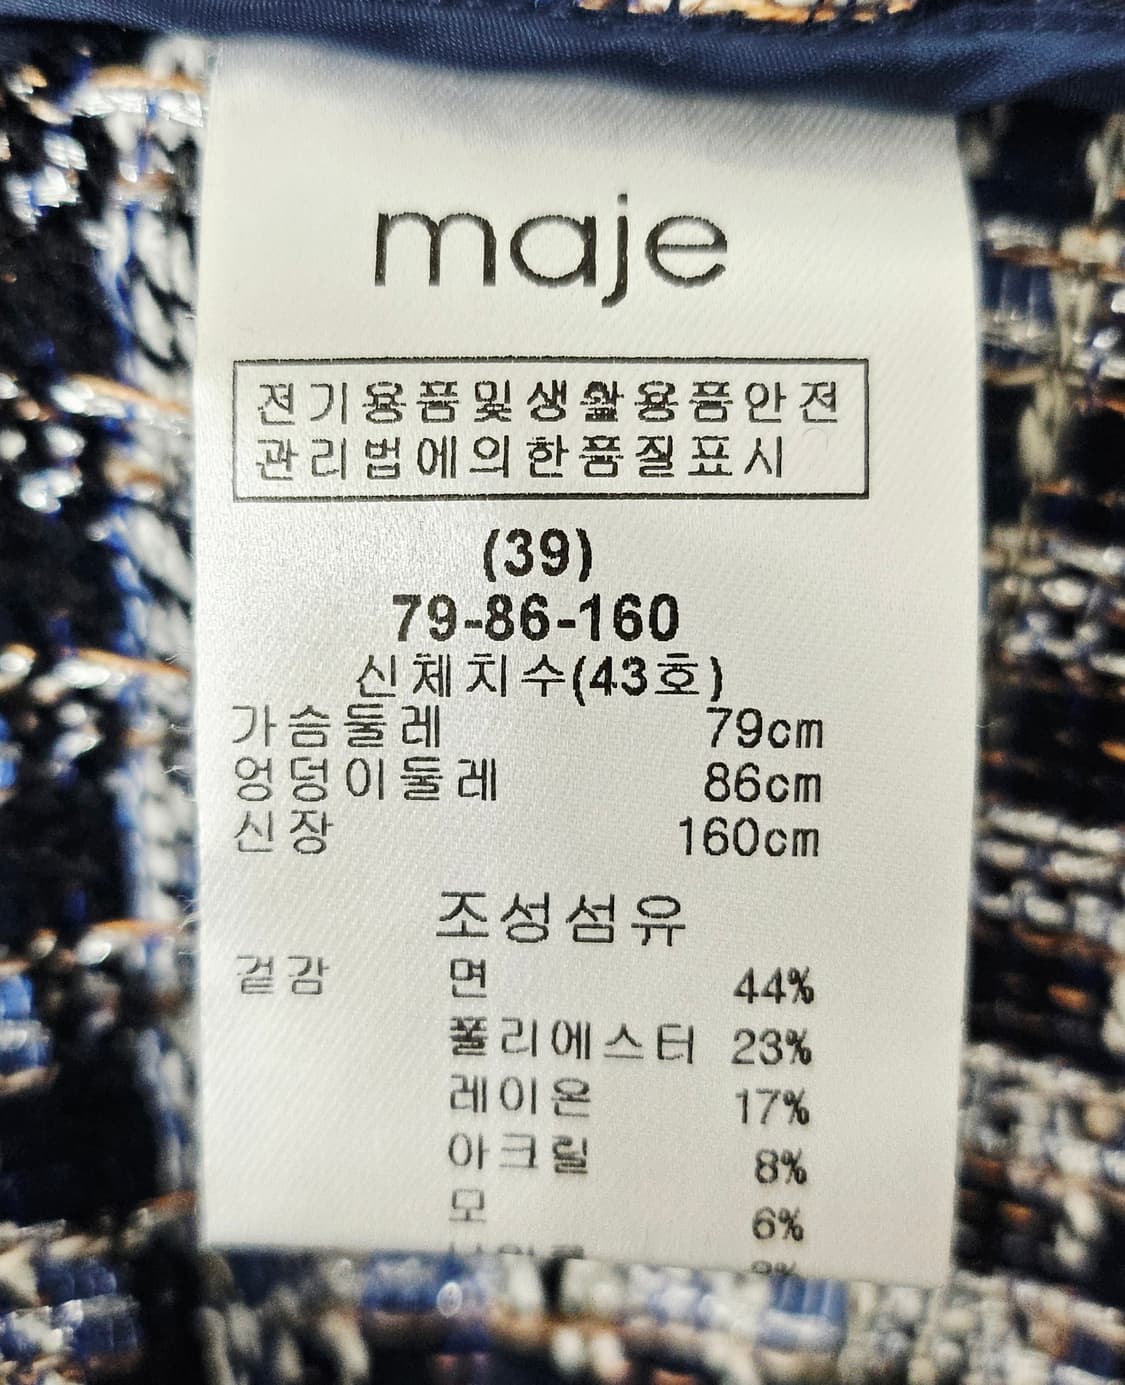 maje
전기용품및생활용품안전
관리법에의한품질표시
(39)
79-86-160
신체치수(43호)
가슴둘레 79cm
엉덩이둘레 86cm
신장 160cm
조성섬유
겉감 면 44%
폴리에스터 23%
레이온 17%
아크릴 8%
모 6%